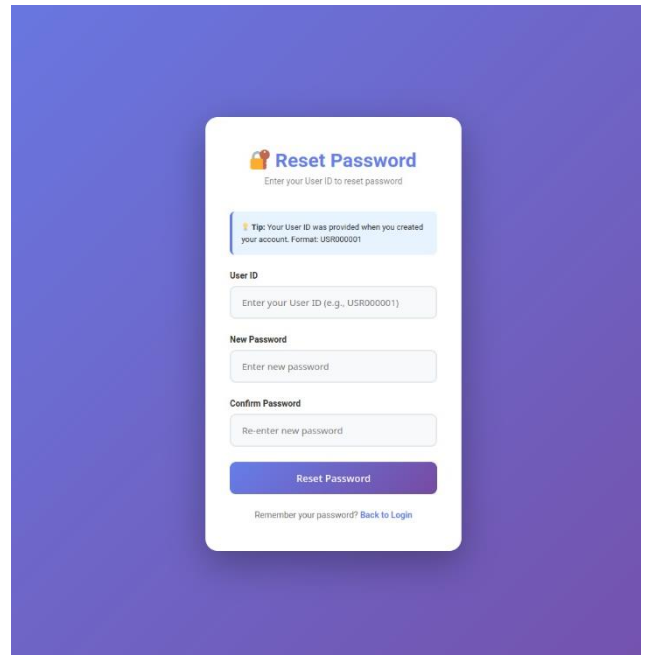 Reset Password
Enter your User ID to reset password
💡 Tip: Your User ID was provided when you created
your account. Format: USR000001
User ID
Enter your User ID (e.g., USR000001)
New Password
Enter new password
Confirm Password
Re-enter new password
Reset Password
Remember your password? Back to Login